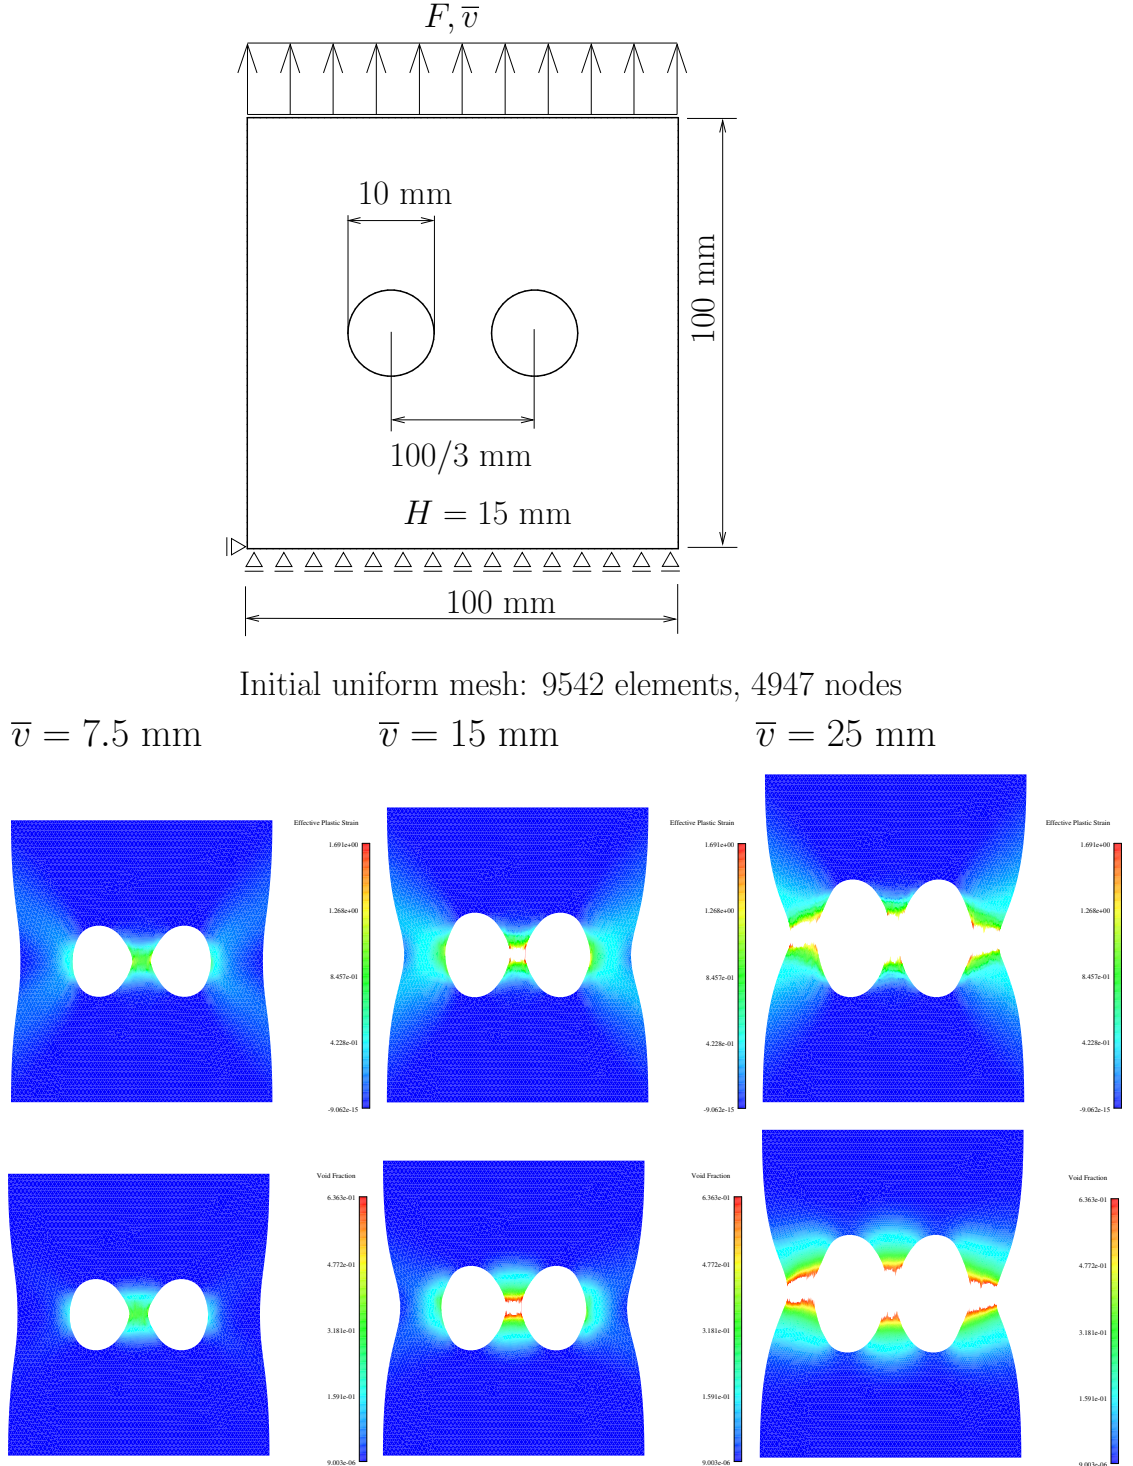 F, v̅
10 mm
100 mm
100/3 mm
H = 15 mm
100 mm
Initial uniform mesh: 9542 elements, 4947 nodes
v̅ = 7.5 mm v̅ = 15 mm v̅ = 25 mm
Effective Plastic Strain Effective Plastic Strain Effective Plastic Strain
1.691e+00 1.691e+00 1.691e+00
1.268e+00 1.268e+00 1.268e+00
8.457e-01 8.457e-01 8.457e-01
4.228e-01 4.228e-01 4.228e-01
-9.062e-15 -9.062e-15 -9.062e-15
Void Fraction Void Fraction Void Fraction
6.363e-01 6.363e-01 6.363e-01
4.772e-01 4.772e-01 4.772e-01
3.181e-01 3.181e-01 3.181e-01
1.591e-01 1.591e-01 1.591e-01
9.003e-06 9.003e-06 9.003e-06